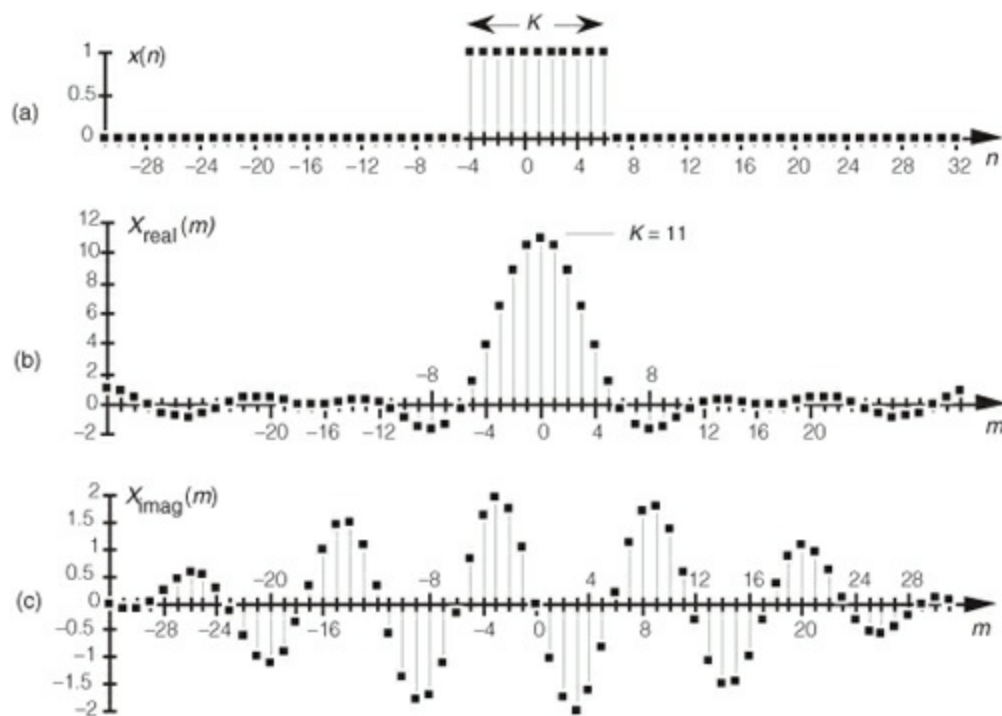 K
1 x(n)
0.5
(a)
0
−28 −24 −20 −16 −12 −8 −4 0 4 8 12 16 20 24 28 32 n
12 Xreal(m)
10 K = 11
8
6
(b)
4
2 −8 8
0
−2 −20 −16 −12 −4 0 4 12 16 20 m
2 Ximag(m)
1.5
1
0.5 −20 −8 4 12 16 24 28
(c)
0
−28 −24 −16 −4 0 8 20 m
−0.5
−1
−1.5
−2